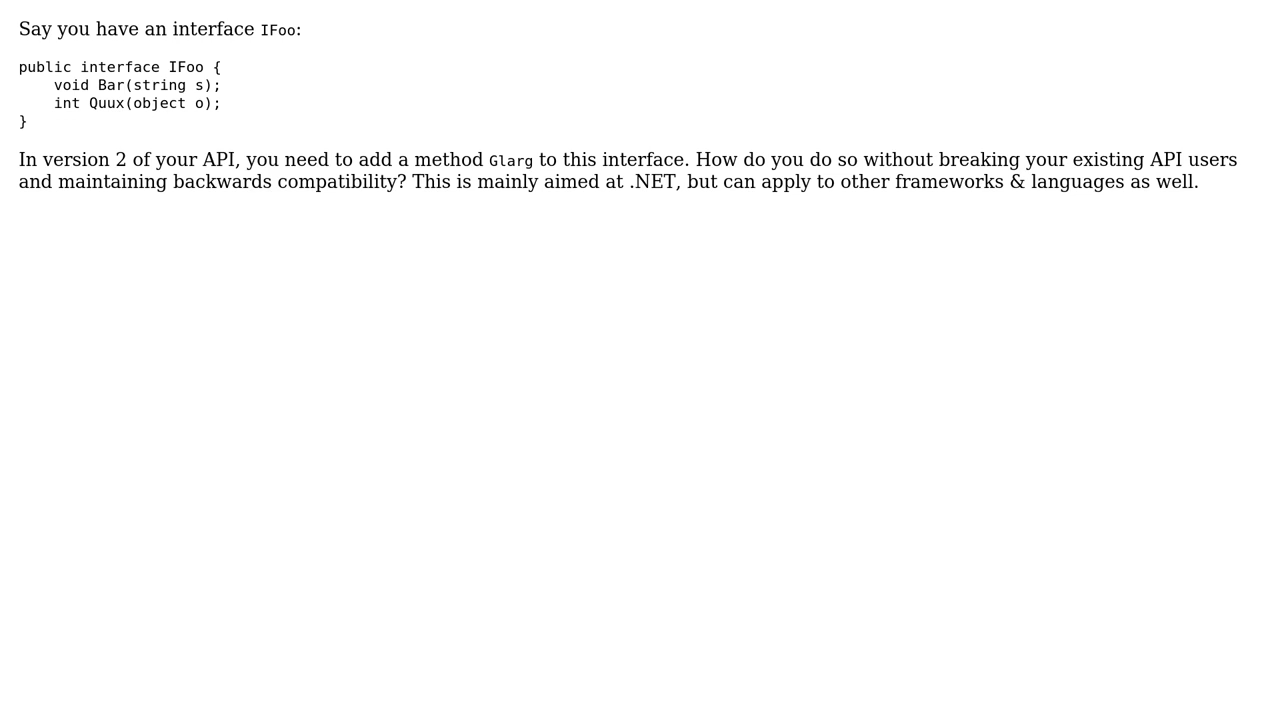 Say you have an interface IFoo:
public interface IFoo {
    void Bar(string s);
    int Quux(object o);
}
In version 2 of your API, you need to add a method Glarg to this interface. How do you do so without breaking your existing API users
and maintaining backwards compatibility? This is mainly aimed at .NET, but can apply to other frameworks & languages as well.